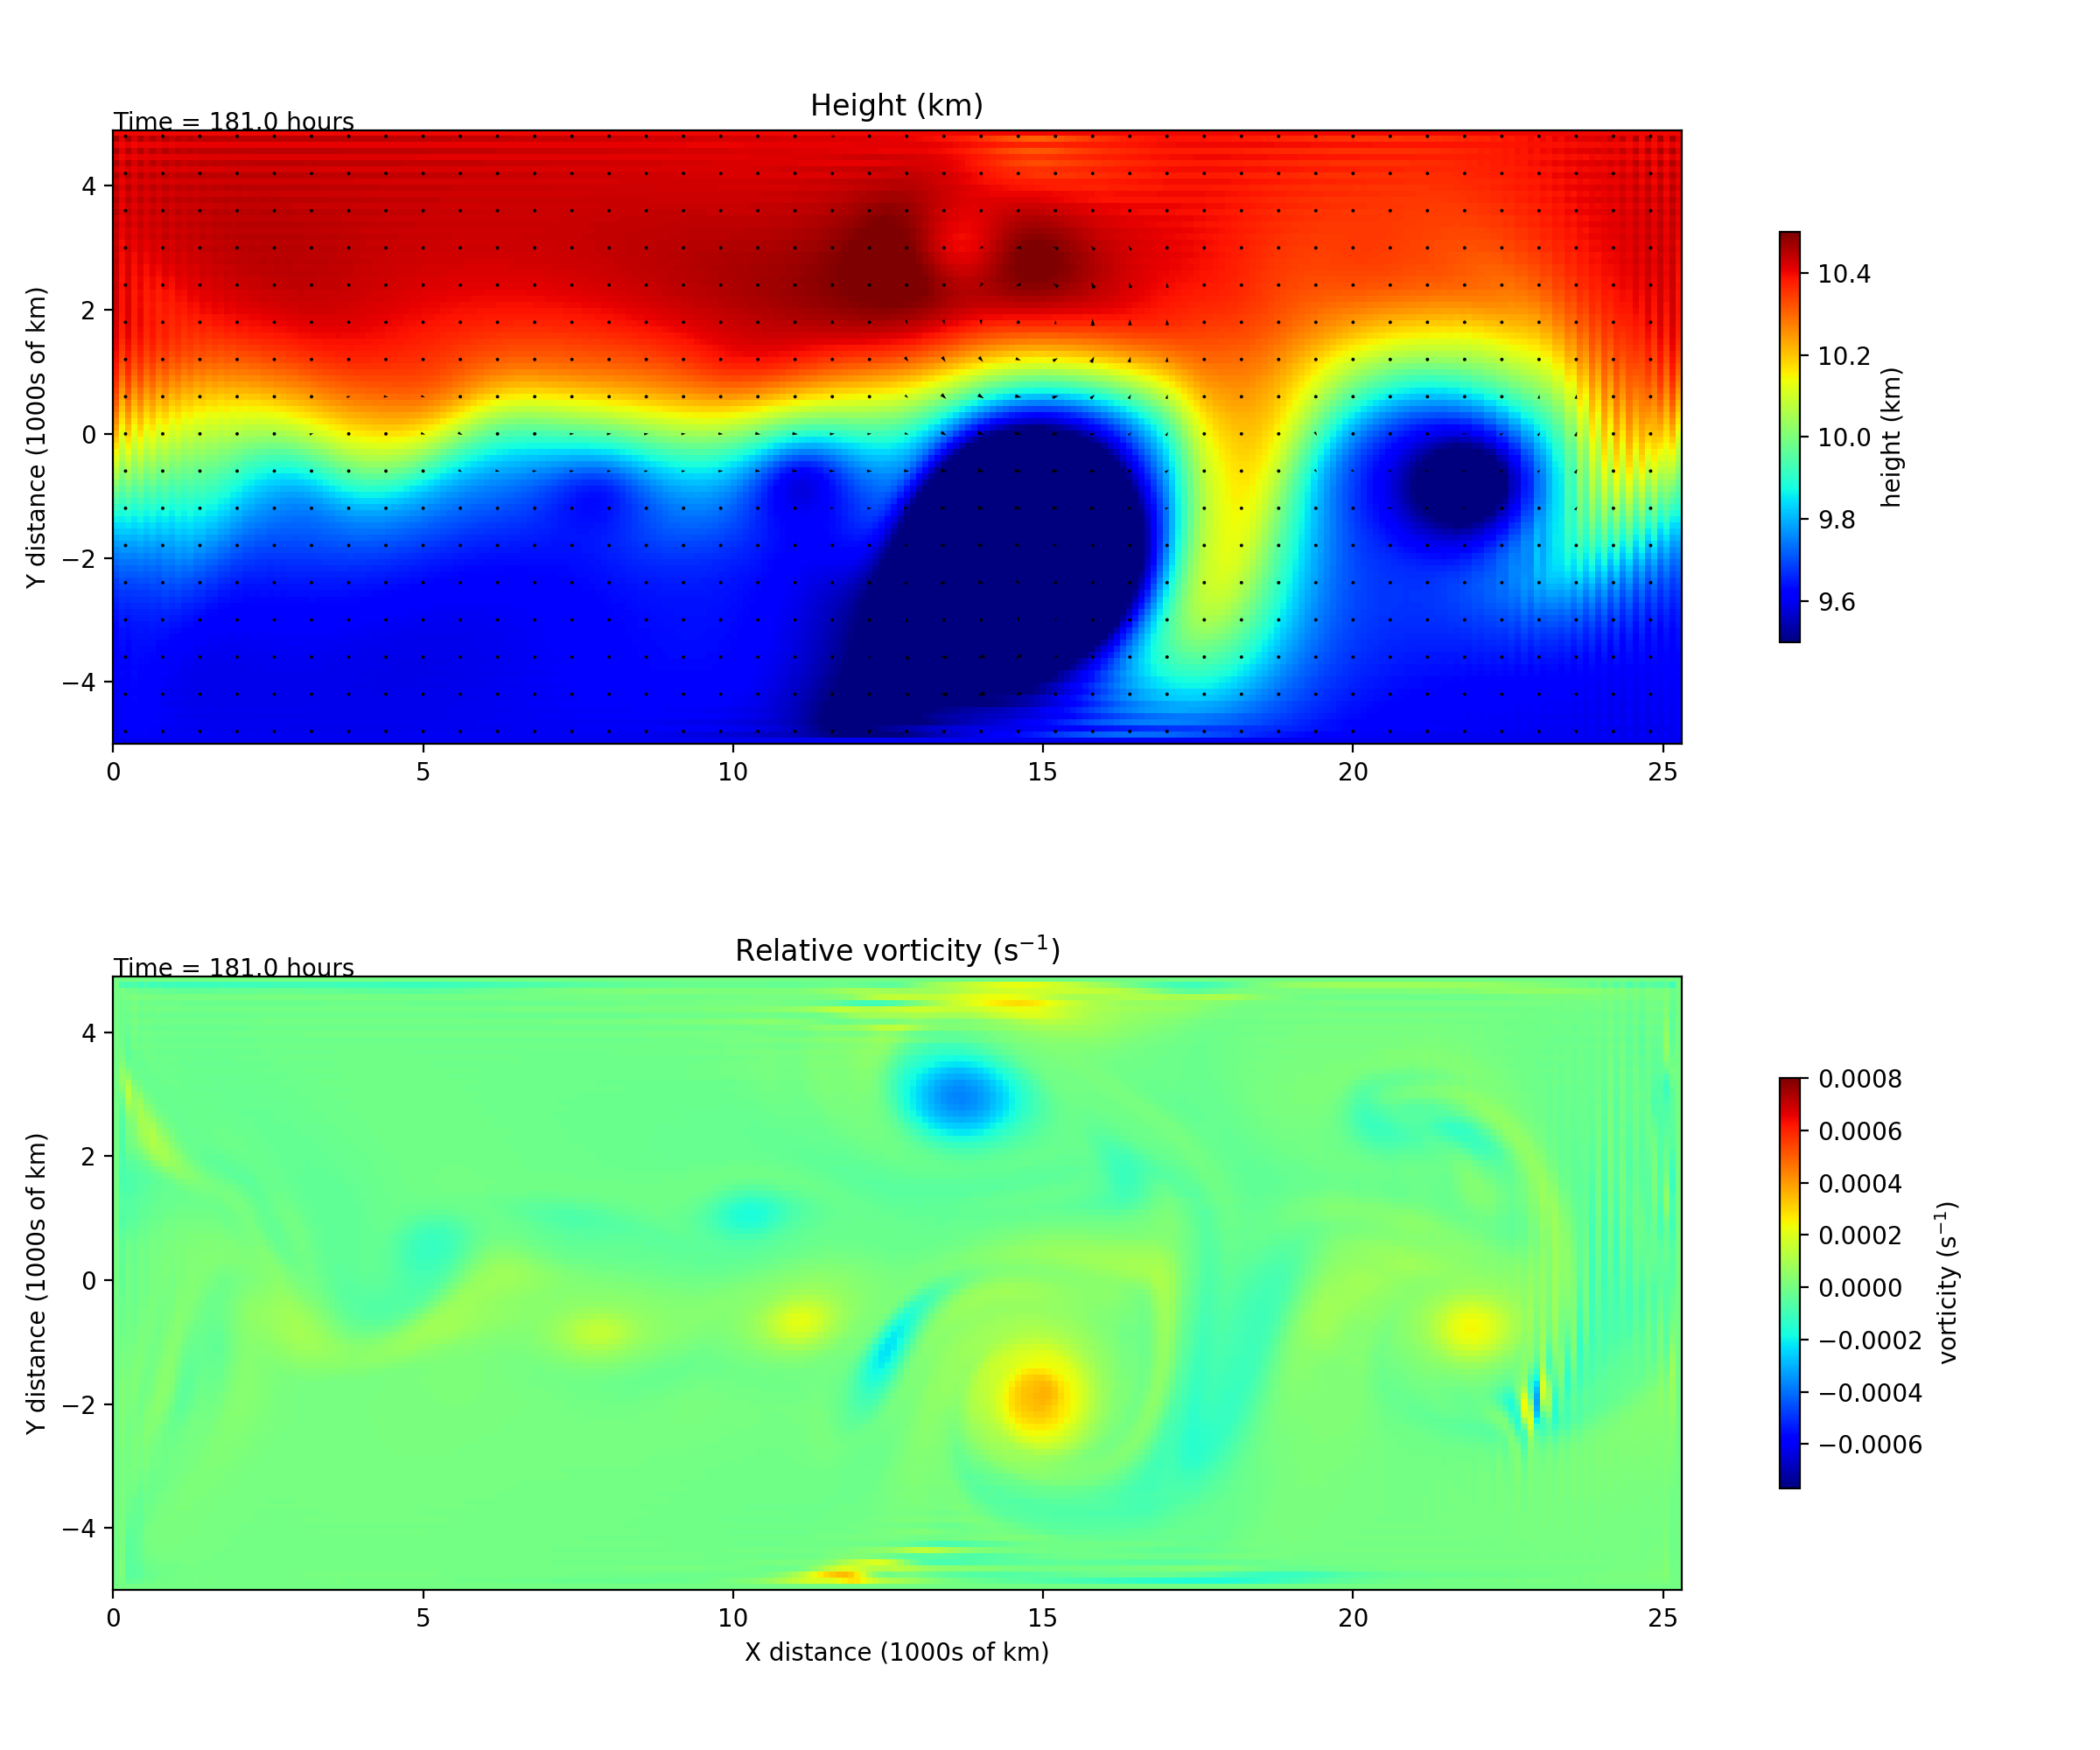 Height (km)
Time = 181.0 hours
4
2
0
−2
−4
Y distance (1000s of km)
0 5 10 15 20 25
10.4
10.2
10.0
9.8
9.6
height (km)
Relative vorticity (s⁻¹)
Time = 181.0 hours
4
2
0
−2
−4
Y distance (1000s of km)
0 5 10 15 20 25
X distance (1000s of km)
0.0008
0.0006
0.0004
0.0002
0.0000
−0.0002
−0.0004
−0.0006
vorticity (s⁻¹)